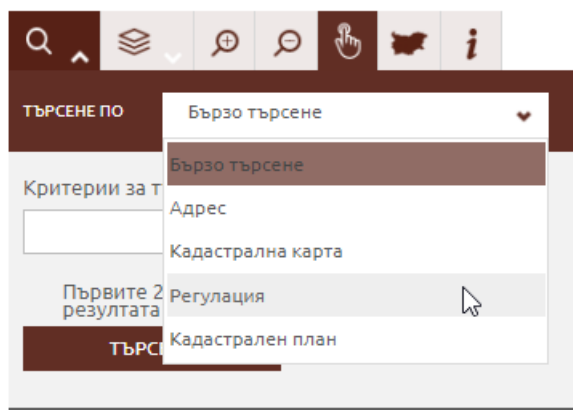 ТЪРСЕНЕ ПО
Бързо търсене
Бързо търсене
Критерии за т
Адрес
Кадастрална карта
Първите 2
Регулация
резултата
Кадастрален план
ТЪРС